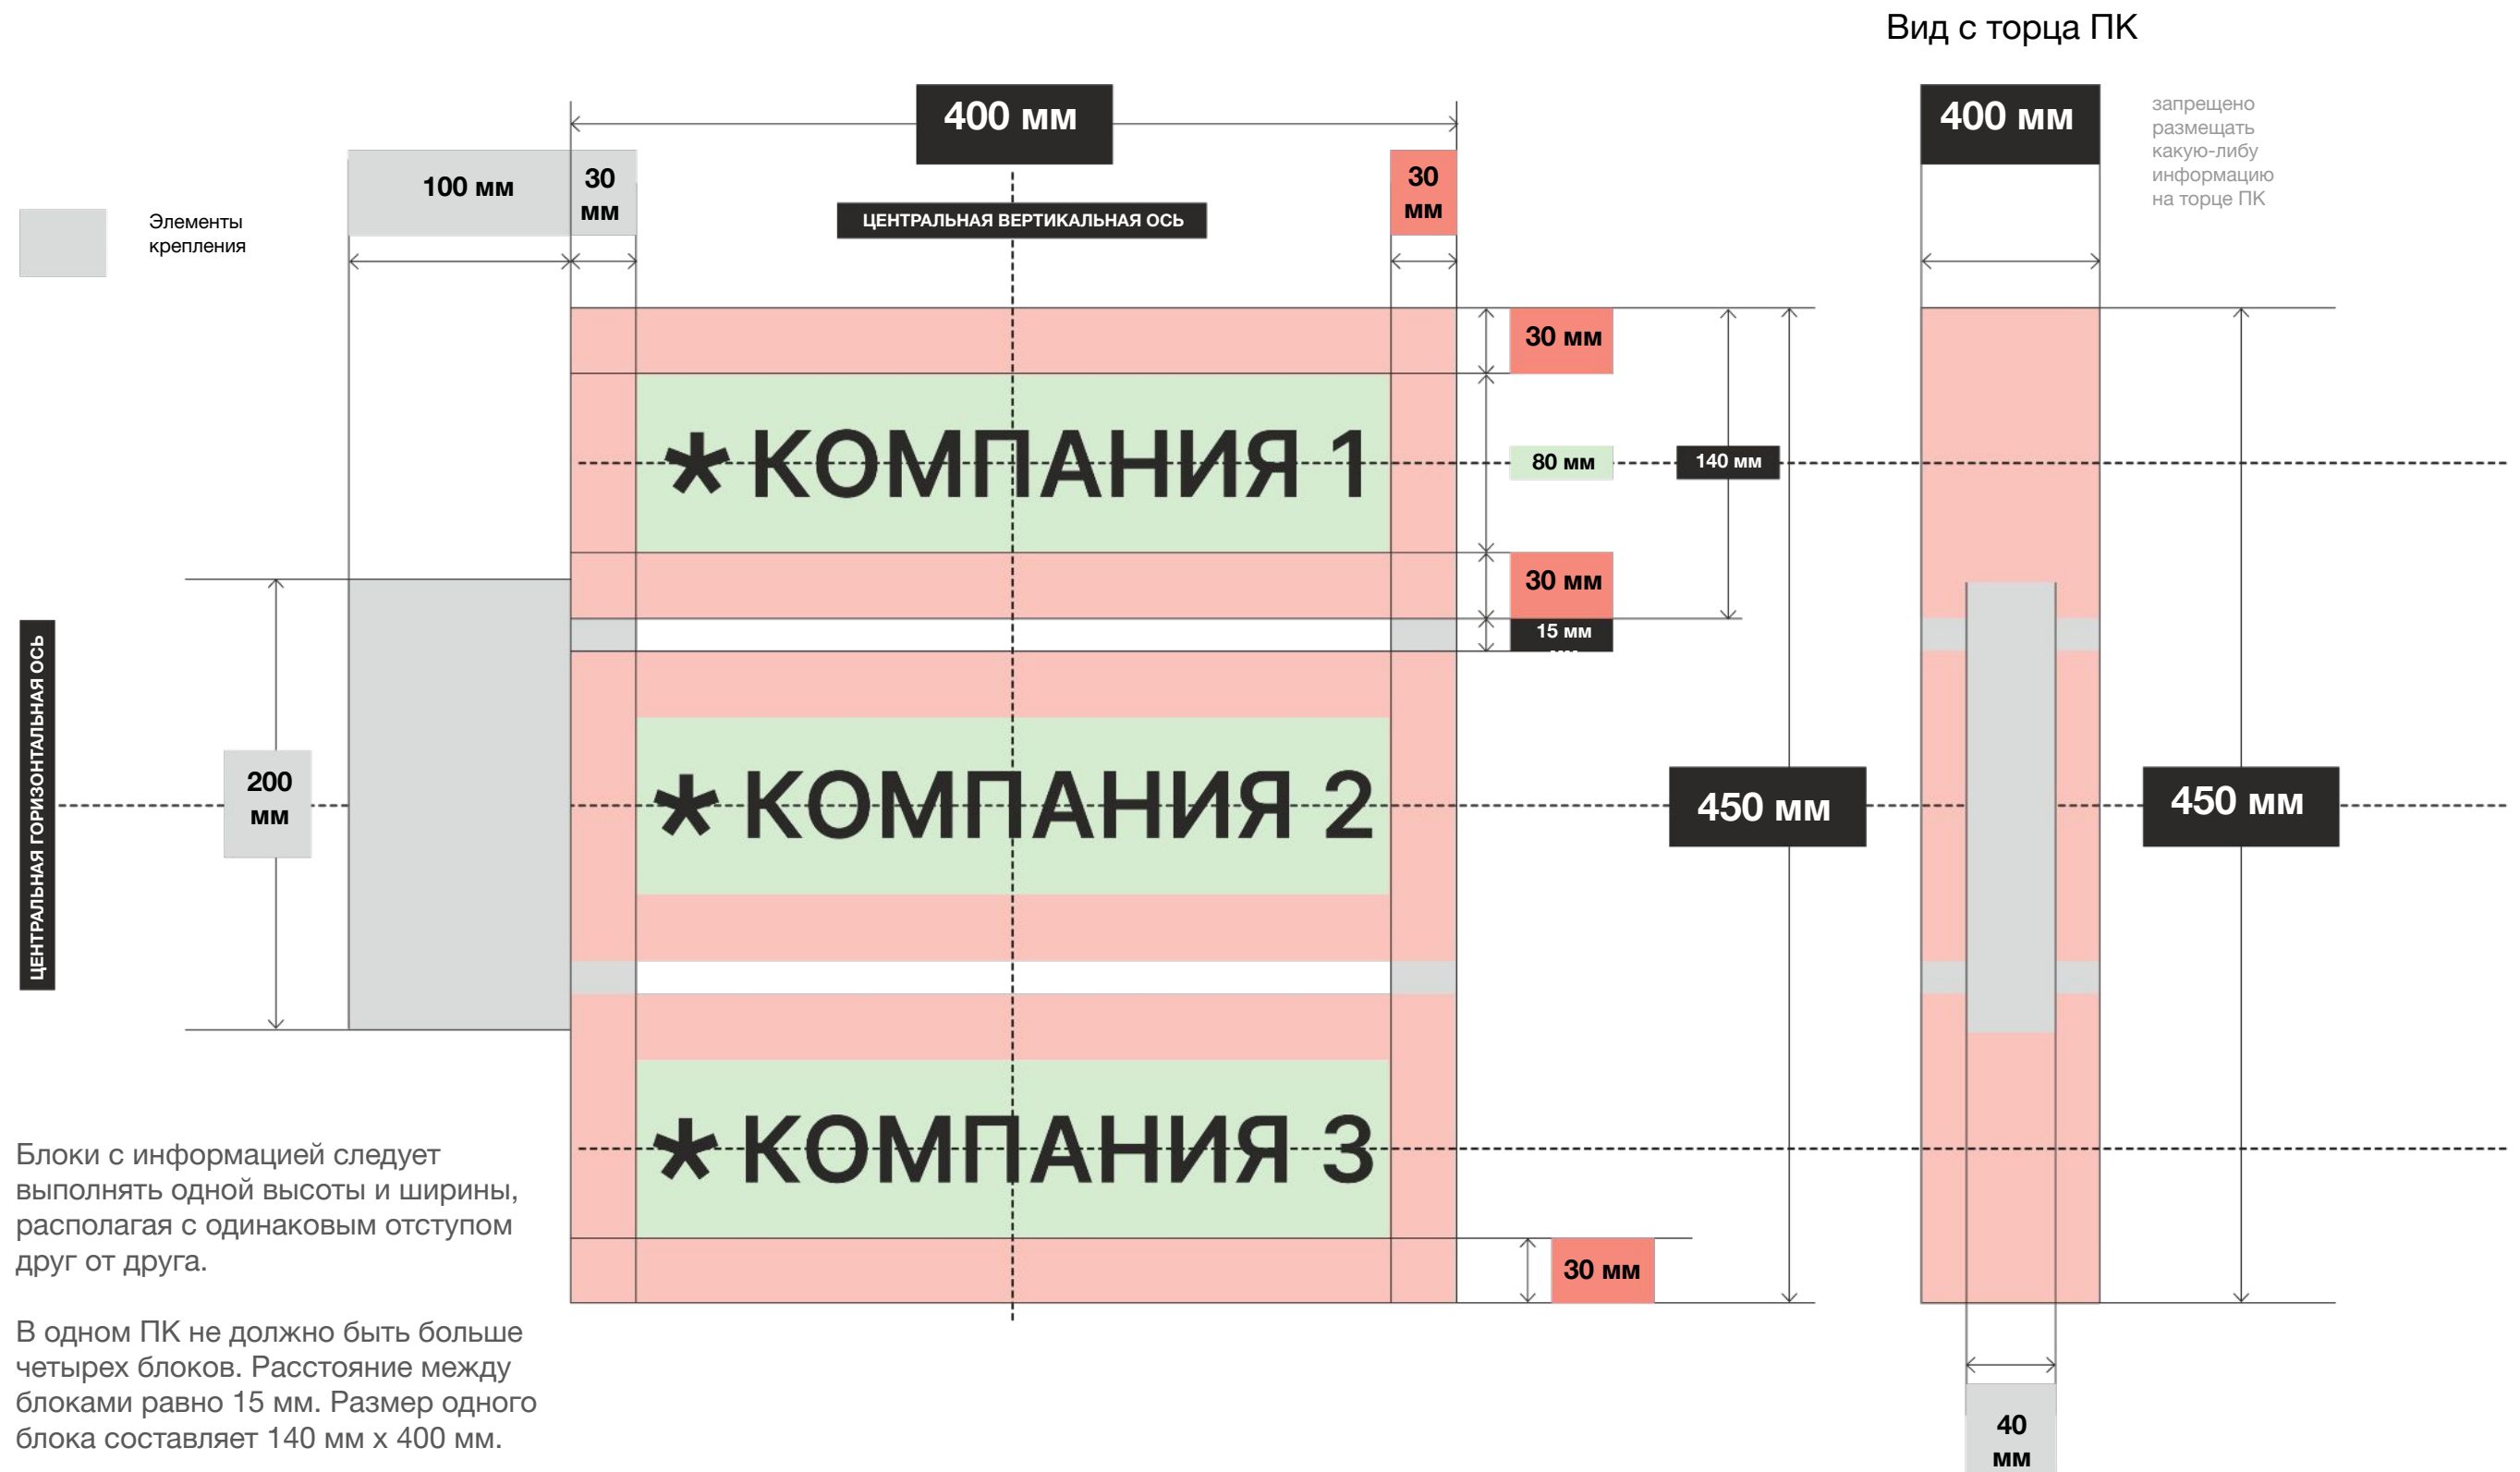 Вид с торца ПК
400 мм
400 мм
запрещено
размещать
какую-либу
информацию
на торце ПК
100 мм
30
мм
30
мм
ЦЕНТРАЛЬНАЯ ВЕРТИКАЛЬНАЯ ОСЬ
Элементы
крепления
30 мм
*КОМПАНИЯ 1
80 мм
140 мм
30 мм
15 мм
ЦЕНТРАЛЬНАЯ ГОРИЗОНТАЛЬНАЯ ОСЬ
200
мм
*КОМПАНИЯ 2
450 мм
450 мм
*КОМПАНИЯ 3
30 мм
Блоки с информацией следует
выполнять одной высоты и ширины,
располагая с одинаковым отступом
друг от друга.
В одном ПК не должно быть больше
четырех блоков. Расстояние между
блоками равно 15 мм. Размер одного
блока составляет 140 мм х 400 мм.
40
мм